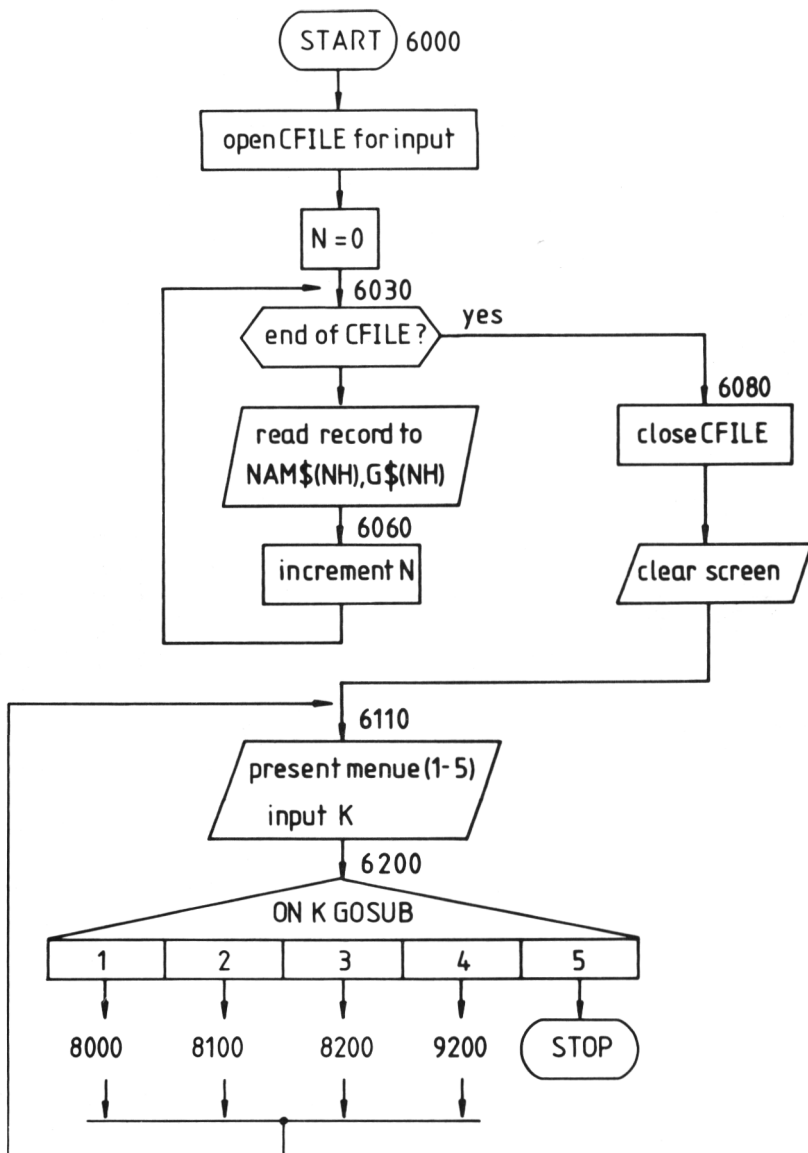 START 6000
open CFILE for input
N = 0
6030
end of CFILE ?
yes
6080
read record to
NAM$(NH), G$(NH)
close CFILE
6060
increment N
clear screen
6110
present menue (1-5)
input K
6200
ON K GOSUB
1 2 3 4 5
8000 8100 8200 9200 STOP